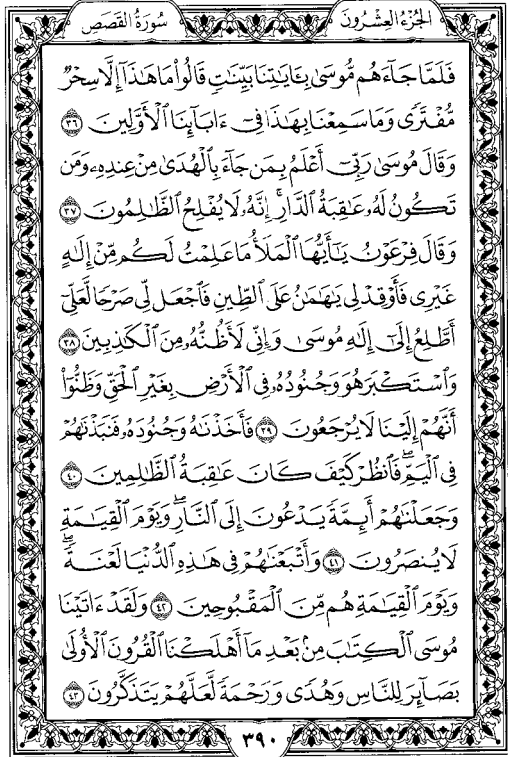 الجُزْءُ العِشْرُونَ سُورَةُ القَصَصِ
فَلَمَّا جَآءَهُم مُّوسَىٰ بِـَٔايَٰتِنَا بَيِّنَٰتٍ قَالُوا۟ مَا هَٰذَآ إِلَّا سِحْرٌ
مُّفْتَرًى وَمَا سَمِعْنَا بِهَٰذَا فِىٓ ءَابَآئِنَا ٱلْأَوَّلِينَ ٣٦
وَقَالَ مُوسَىٰ رَبِّىٓ أَعْلَمُ بِمَن جَآءَ بِٱلْهُدَىٰ مِنْ عِندِهِۦ وَمَن
تَكُونُ لَهُۥ عَٰقِبَةُ ٱلدَّارِ ۖ إِنَّهُۥ لَا يُفْلِحُ ٱلظَّٰلِمُونَ ٣٧
وَقَالَ فِرْعَوْنُ يَٰٓأَيُّهَا ٱلْمَلَأُ مَا عَلِمْتُ لَكُم مِّنْ إِلَٰهٍ
غَيْرِى فَأَوْقِدْ لِى يَٰهَٰمَٰنُ عَلَى ٱلطِّينِ فَٱجْعَل لِّى صَرْحًا لَّعَلِّىٓ
أَطَّلِعُ إِلَىٰٓ إِلَٰهِ مُوسَىٰ وَإِنِّى لَأَظُنُّهُۥ مِنَ ٱلْكَٰذِبِينَ ٣٨
وَٱسْتَكْبَرَ هُوَ وَجُنُودُهُۥ فِى ٱلْأَرْضِ بِغَيْرِ ٱلْحَقِّ وَظَنُّوٓا۟
أَنَّهُمْ إِلَيْنَا لَا يُرْجَعُونَ ٣٩ فَأَخَذْنَٰهُ وَجُنُودَهُۥ فَنَبَذْنَٰهُمْ
فِى ٱلْيَمِّ ۖ فَٱنظُرْ كَيْفَ كَانَ عَٰقِبَةُ ٱلظَّٰلِمِينَ ٤٠
وَجَعَلْنَٰهُمْ أَئِمَّةً يَدْعُونَ إِلَى ٱلنَّارِ ۖ وَيَوْمَ ٱلْقِيَٰمَةِ
لَا يُنصَرُونَ ٤١ وَأَتْبَعْنَٰهُمْ فِى هَٰذِهِ ٱلدُّنْيَا لَعْنَةً ۖ
وَيَوْمَ ٱلْقِيَٰمَةِ هُم مِّنَ ٱلْمَقْبُوحِينَ ٤٢ وَلَقَدْ ءَاتَيْنَا
مُوسَى ٱلْكِتَٰبَ مِنۢ بَعْدِ مَآ أَهْلَكْنَا ٱلْقُرُونَ ٱلْأُولَىٰ
بَصَآئِرَ لِلنَّاسِ وَهُدًى وَرَحْمَةً لَّعَلَّهُمْ يَتَذَكَّرُونَ ٤٣
٣٩٠